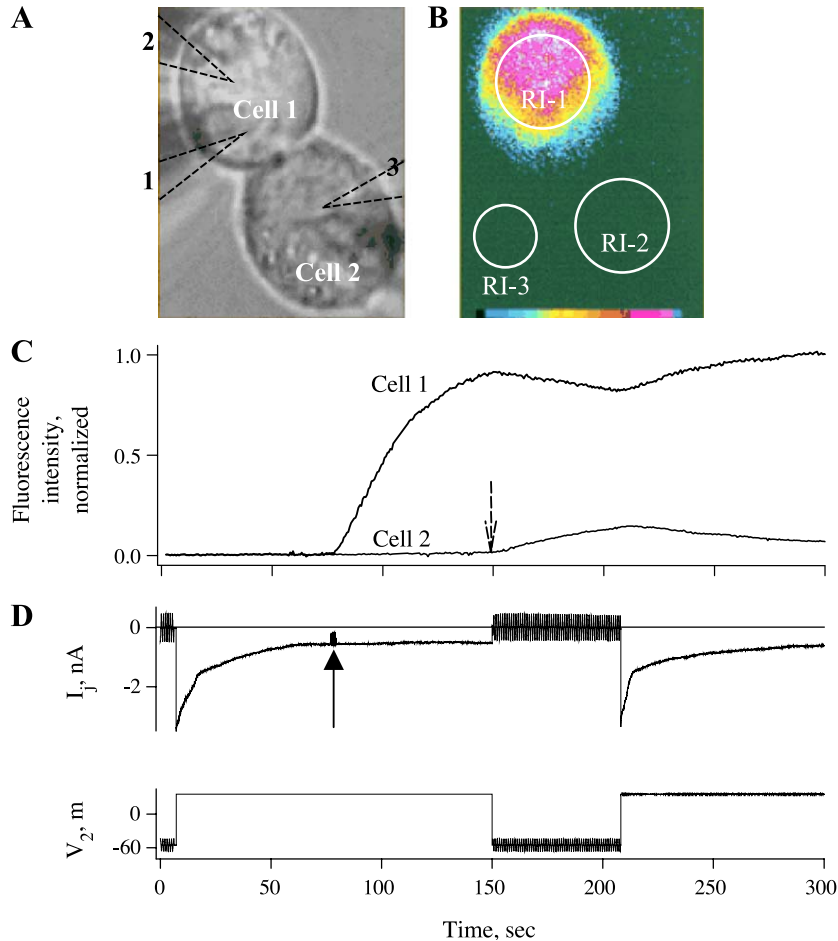 A
2
Cell 1
1
3
Cell 2
B
RI-1
RI-2
RI-3
C
Fluorescence
intensity,
normalized
1.0
0.5
0.0
Cell 1
Cell 2
D
I_j, nA
0
-2
V_2, m
0
-60
0 50 100 150 200 250 300
Time, sec